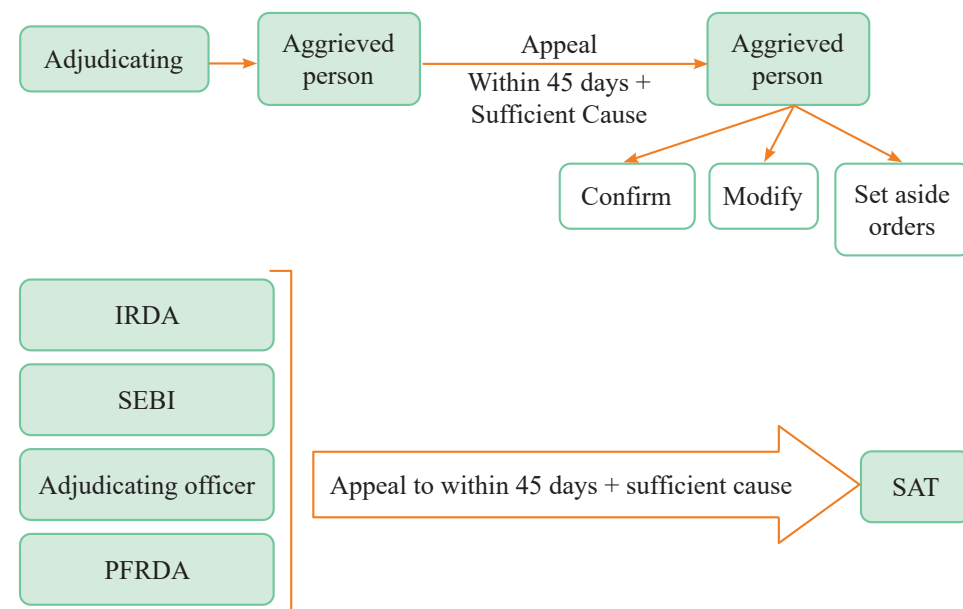 Adjudicating
Aggrieved
person
Appeal
Within 45 days +
Sufficient Cause
Aggrieved
person
Confirm
Modify
Set aside
orders
IRDA
SEBI
Adjudicating officer
PFRDA
Appeal to within 45 days + sufficient cause
SAT